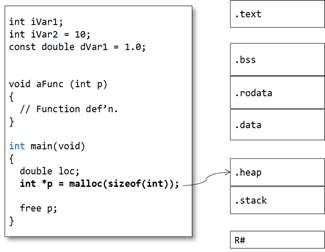 int iVar1;
int iVar2 = 10;
const double dVar1 = 1.0;
void aFunc (int p)
{
// Function def’n.
}
int main(void)
{
double loc;
int *p = malloc(sizeof(int));
free p;
}
.text
.bss
.rodata
.data
.heap
.stack
R#